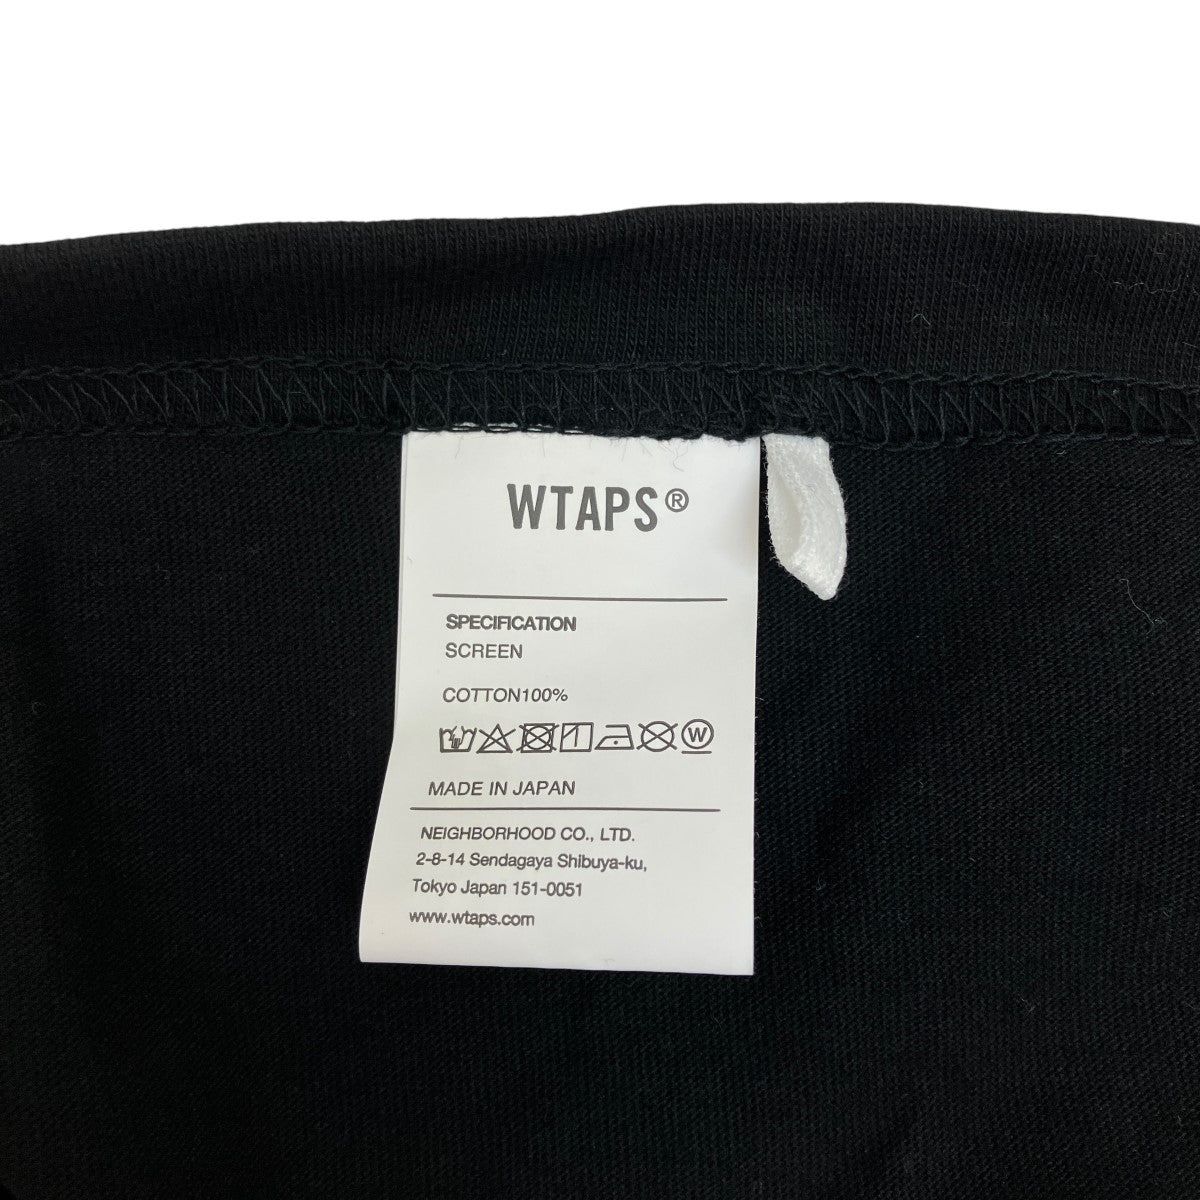 WTAPS®
SPECIFICATION
SCREEN
COTTON100%
W
MADE IN JAPAN
NEIGHBORHOOD CO., LTD.
2-8-14 Sendagaya Shibuya-ku,
Tokyo Japan 151-0051
www.wtaps.com